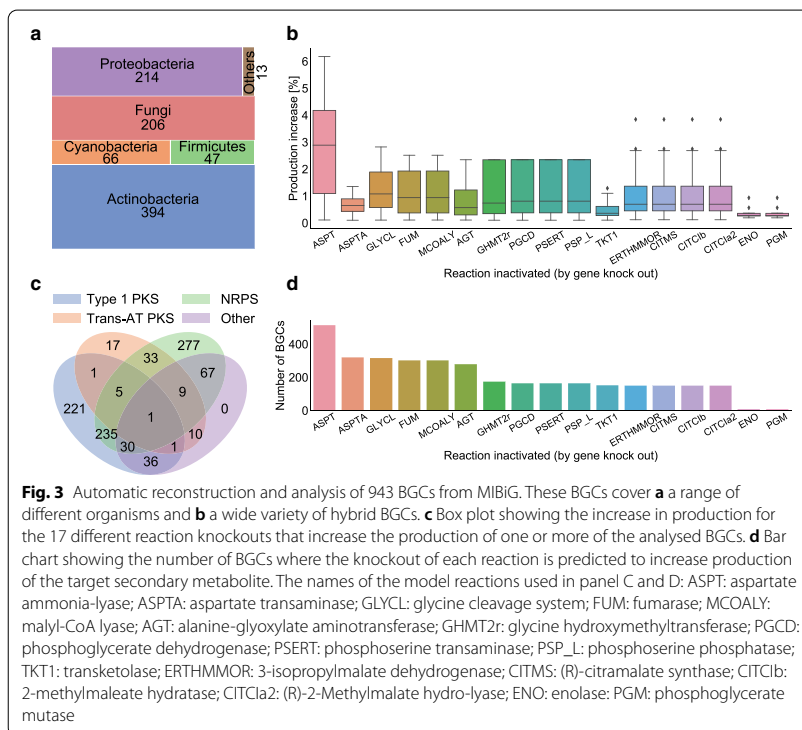 a
Proteobacteria
214
Others
13
Fungi
206
Cyanobacteria
66
Firmicutes
47
Actinobacteria
394
b
Production increase [%]
6
5
4
3
2
1
0
ASPT
ASPTA
GLYCL
FUM
MCOALY
AGT
GHMT2r
PGCD
PSERT
PSP_L
TKT1
ERTHMMOR
CITMS
CITCIb
CITCIa2
ENO
PGM
Reaction inactivated (by gene knock out)
c
Type 1 PKS
NRPS
Trans-AT PKS
Other
17
277
33
1
67
5
9
221
1
0
235
10
30
1
36
d
Number of BGCs
400
200
0
ASPT
ASPTA
GLYCL
FUM
MCOALY
AGT
GHMT2r
PGCD
PSERT
PSP_L
TKT1
ERTHMMOR
CITMS
CITCIb
CITCIa2
ENO
PGM
Reaction inactivated (by gene knock out)
Fig. 3 Automatic reconstruction and analysis of 943 BGCs from MIBiG. These BGCs cover a a range of
different organisms and b a wide variety of hybrid BGCs. c Box plot showing the increase in production for
the 17 different reaction knockouts that increase the production of one or more of the analysed BGCs. d Bar
chart showing the number of BGCs where the knockout of each reaction is predicted to increase production
of the target secondary metabolite. The names of the model reactions used in panel C and D: ASPT: aspartate
ammonia-lyase; ASPTA: aspartate transaminase; GLYCL: glycine cleavage system; FUM: fumarase; MCOALY:
malyl-CoA lyase; AGT: alanine-glyoxylate aminotransferase; GHMT2r: glycine hydroxymethyltransferase; PGCD:
phosphoglycerate dehydrogenase; PSERT: phosphoserine transaminase; PSP_L: phosphoserine phosphatase;
TKT1: transketolase; ERTHMMOR: 3-isopropylmalate dehydrogenase; CITMS: (R)-citramalate synthase; CITCIb:
2-methylmaleate hydratase; CITCIa2: (R)-2-Methylmalate hydro-lyase; ENO: enolase: PGM: phosphoglycerate
mutase